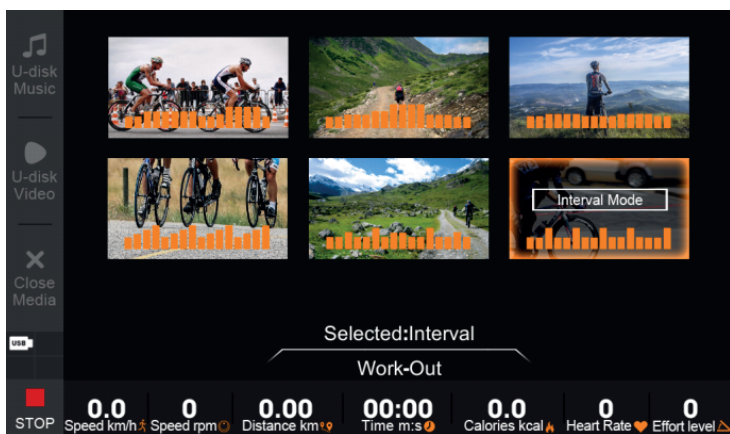 U-disk
Music
U-disk
Video
Close
Media
USB
STOP
Interval Mode
Selected:Interval
Work-Out
0.0
Speed km/h
0
Speed rpm
0.00
Distance km
00:00
Time m:s
0.0
Calories kcal
0
Heart Rate
0
Effort level